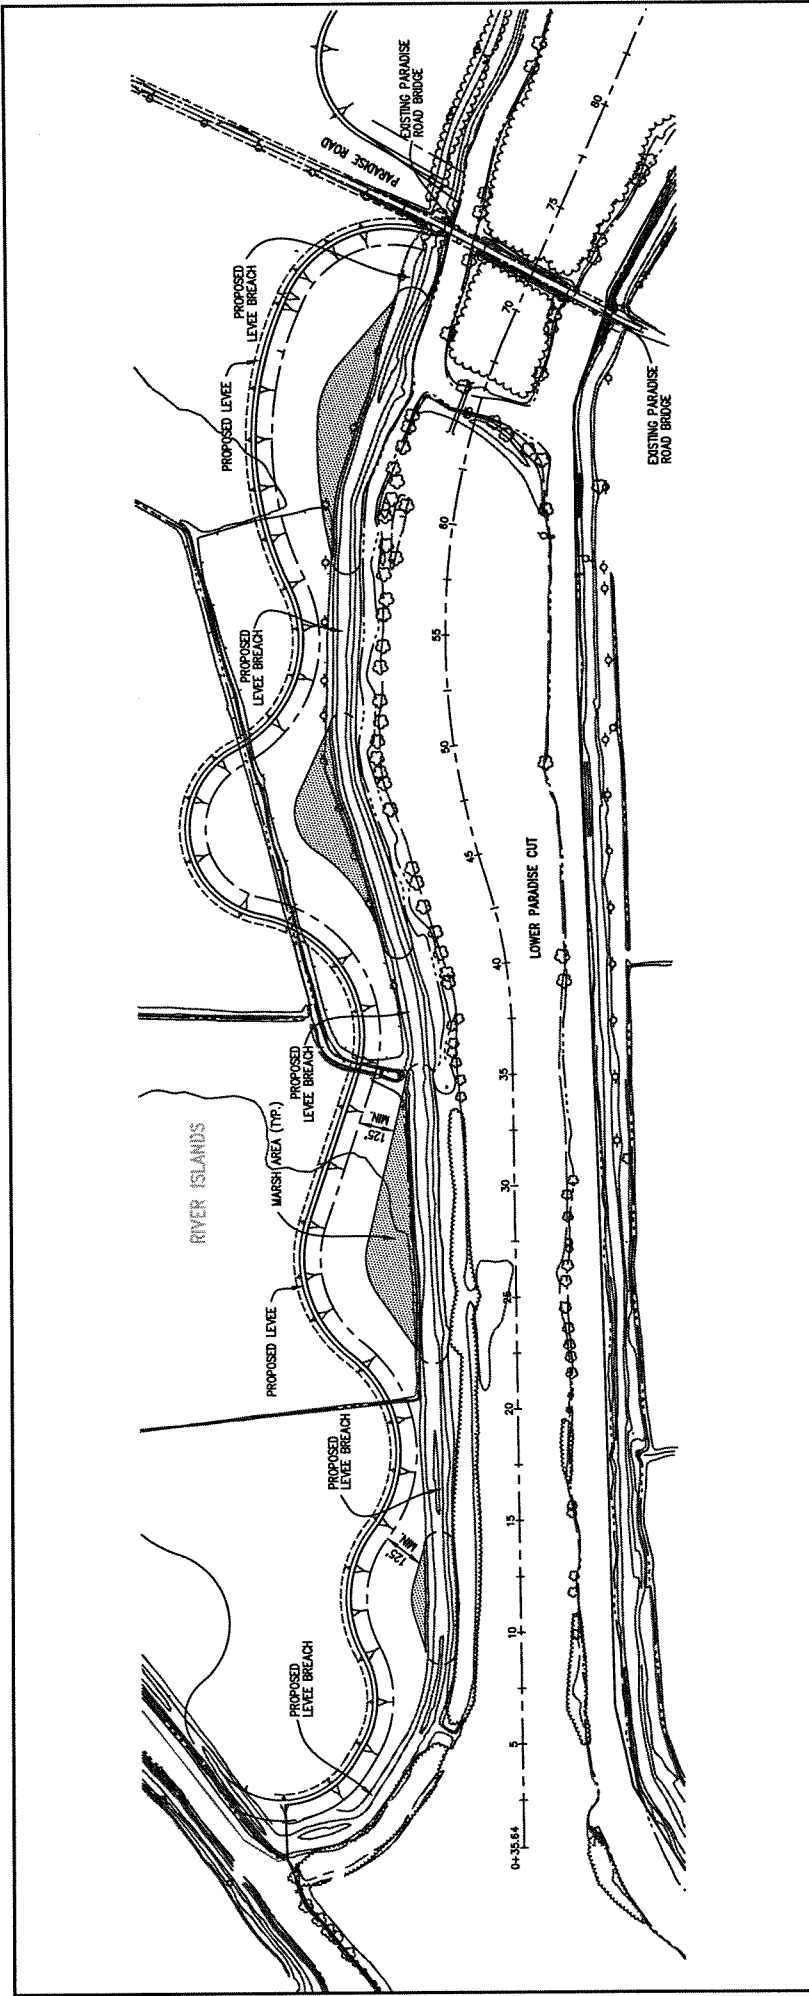 EXISTING PARADISE
ROAD BRIDGE
PARADISE ROAD
80
75
70
PROPOSED
LEVEE BREACH
PROPOSED LEVEE
EXISTING PARADISE
ROAD BRIDGE
60
55
PROPOSED
LEVEE BREACH
50
45
LOWER PARADISE CUT
40
PROPOSED
LEVEE BREACH
35
125'
MIN.
MARSH AREA (TYP.)
RIVER ISLANDS
30
25
PROPOSED LEVEE
20
PROPOSED
LEVEE BREACH
15
125'
MIN.
10
PROPOSED
LEVEE BREACH
5
0+35.64